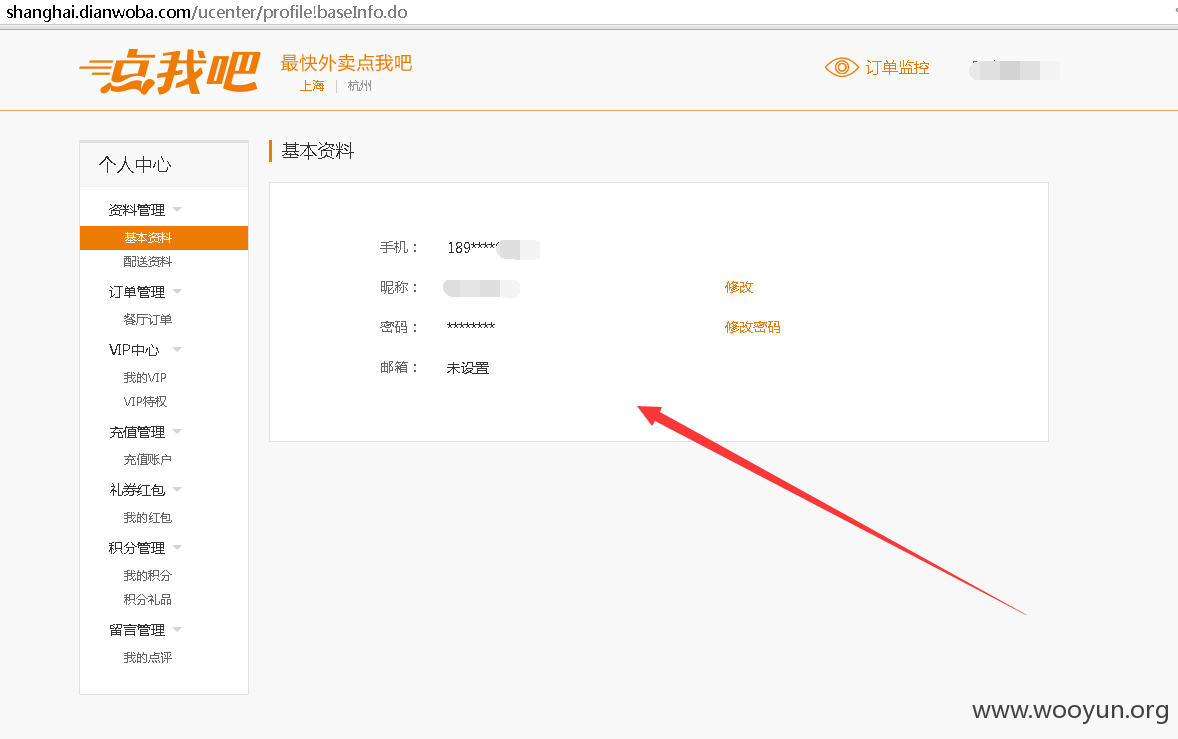 shanghai.dianwoba.com/ucenter/profile!baseInfo.do
点我吧
最快外卖点我吧
上海 | 杭州
订单监控
个人中心
资料管理
基本资料
配送资料
订单管理
餐厅订单
VIP中心
我的VIP
VIP特权
充值管理
充值账户
礼券红包
我的红包
积分管理
我的积分
积分礼品
留言管理
我的点评
基本资料
手机： 189****
昵称： 修改
密码： ******** 修改密码
邮箱： 未设置
www.wooyun.org